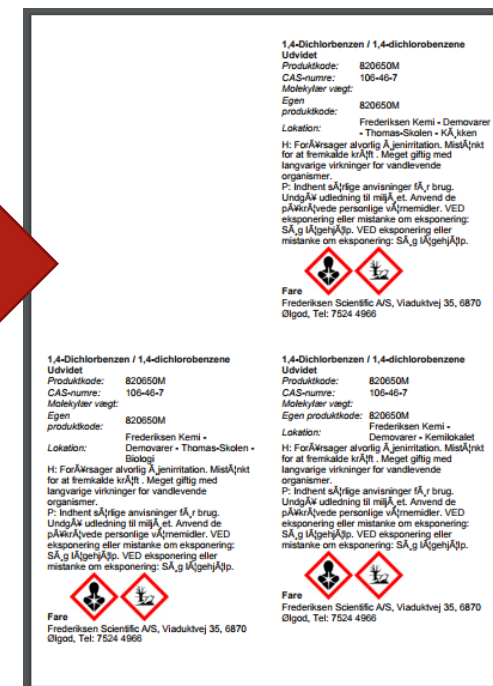 1,4-Dichlorbenzen / 1,4-dichlorobenzene
Udvidet
Produktkode: 820650M
CAS-numre: 106-46-7
Molekylær vægt:
Egen
produktkode: 820650M
Lokation: Frederiksen Kemi - Demovarer
- Thomas-Skolen - KÃ¸kken
H: ForÃ¥rsager alvorlig Ã¸jenirritation. MistÃ¦nkt
for at fremkalde krÃ¦ft . Meget giftig med
langvarige virkninger for vandlevende
organismer.
P: Indhent sÃ¦rlige anvisninger fÃ¸r brug.
UndgÃ¥ udledning til miljÃ¸et. Anvend de
pÃ¥krÃ¦vede personlige vÃ¦rnemidler. VED
eksponering eller mistanke om eksponering:
SÃ¸g lÃ¦gehjÃ¦lp. VED eksponering eller
mistanke om eksponering: SÃ¸g lÃ¦gehjÃ¦lp.
Fare
Frederiksen Scientific A/S, Viaduktvej 35, 6870
Ølgod, Tel: 7524 4966
1,4-Dichlorbenzen / 1,4-dichlorobenzene
Udvidet
Produktkode: 820650M
CAS-numre: 106-46-7
Molekylær vægt:
Egen
produktkode: 820650M
Lokation: Frederiksen Kemi -
Demovarer - Thomas-Skolen -
Biologi
H: ForÃ¥rsager alvorlig Ã¸jenirritation. MistÃ¦nkt
for at fremkalde krÃ¦ft . Meget giftig med
langvarige virkninger for vandlevende
organismer.
P: Indhent sÃ¦rlige anvisninger fÃ¸r brug.
UndgÃ¥ udledning til miljÃ¸et. Anvend de
pÃ¥krÃ¦vede personlige vÃ¦rnemidler. VED
eksponering eller mistanke om eksponering:
SÃ¸g lÃ¦gehjÃ¦lp. VED eksponering eller
mistanke om eksponering: SÃ¸g lÃ¦gehjÃ¦lp.
Fare
Frederiksen Scientific A/S, Viaduktvej 35, 6870
Ølgod, Tel: 7524 4966
1,4-Dichlorbenzen / 1,4-dichlorobenzene
Udvidet
Produktkode: 820650M
CAS-numre: 106-46-7
Molekylær vægt:
Egen produktkode: 820650M
Lokation: Frederiksen Kemi -
Demovarer - Kemilokalet
H: ForÃ¥rsager alvorlig Ã¸jenirritation. MistÃ¦nkt
for at fremkalde krÃ¦ft . Meget giftig med
langvarige virkninger for vandlevende
organismer.
P: Indhent sÃ¦rlige anvisninger fÃ¸r brug.
UndgÃ¥ udledning til miljÃ¸et. Anvend de
pÃ¥krÃ¦vede personlige vÃ¦rnemidler. VED
eksponering eller mistanke om eksponering:
SÃ¸g lÃ¦gehjÃ¦lp. VED eksponering eller
mistanke om eksponering: SÃ¸g lÃ¦gehjÃ¦lp.
Fare
Frederiksen Scientific A/S, Viaduktvej 35, 6870
Ølgod, Tel: 7524 4966